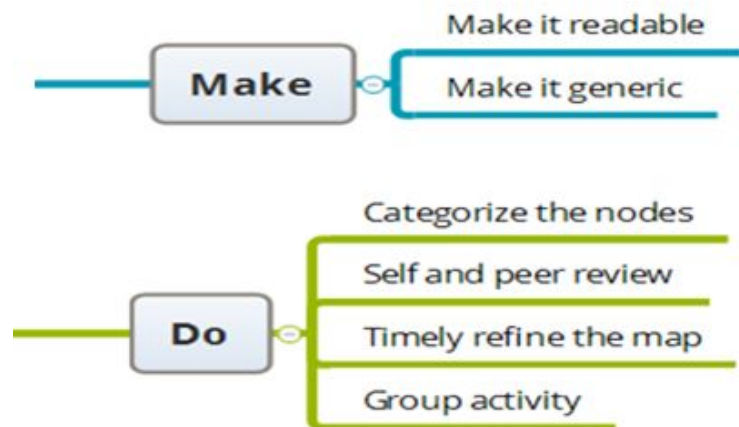 Make
Make it readable
Make it generic
Do
Categorize the nodes
Self and peer review
Timely refine the map
Group activity